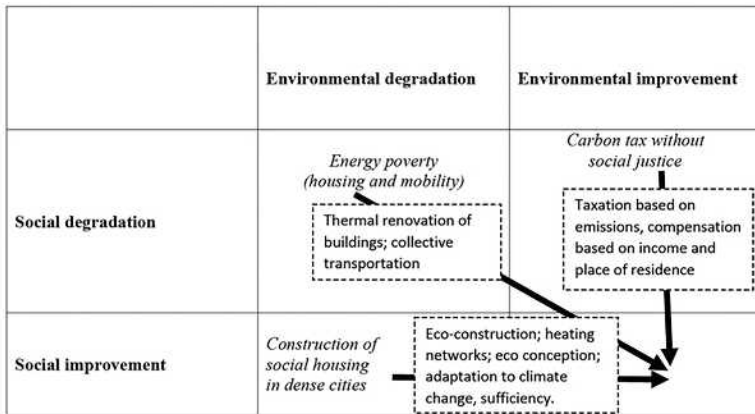 Environmental degradation
Environmental improvement
Social degradation
Energy poverty
(housing and mobility)
Thermal renovation of
buildings; collective
transportation
Carbon tax without
social justice
Taxation based on
emissions, compensation
based on income and
place of residence
Social improvement
Construction of
social housing
in dense cities
Eco-construction; heating
networks; eco conception;
adaptation to climate
change, sufficiency.